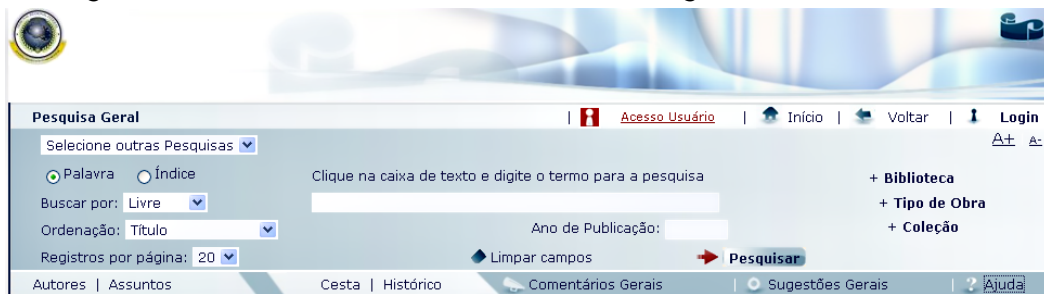 Pesquisa Geral | Acesso Usuário | Início | Voltar | Login
Selecione outras Pesquisas A+ A-
Palavra Índice Clique na caixa de texto e digite o termo para a pesquisa + Biblioteca
Buscar por: Livre + Tipo de Obra
Ordenação: Título Ano de Publicação: + Coleção
Registros por página: 20 Limpar campos Pesquisar
Autores | Assuntos Cesta | Histórico Comentários Gerais | Sugestões Gerais | Ajuda